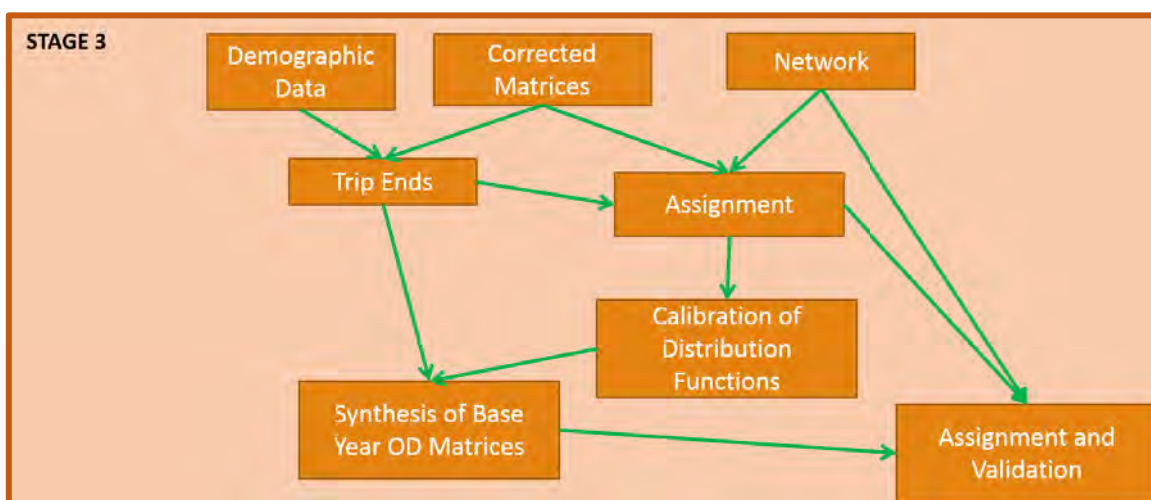 STAGE 3
Demographic
Data
Corrected
Matrices
Network
Trip Ends
Assignment
Calibration of
Distribution
Functions
Synthesis of Base
Year OD Matrices
Assignment and
Validation